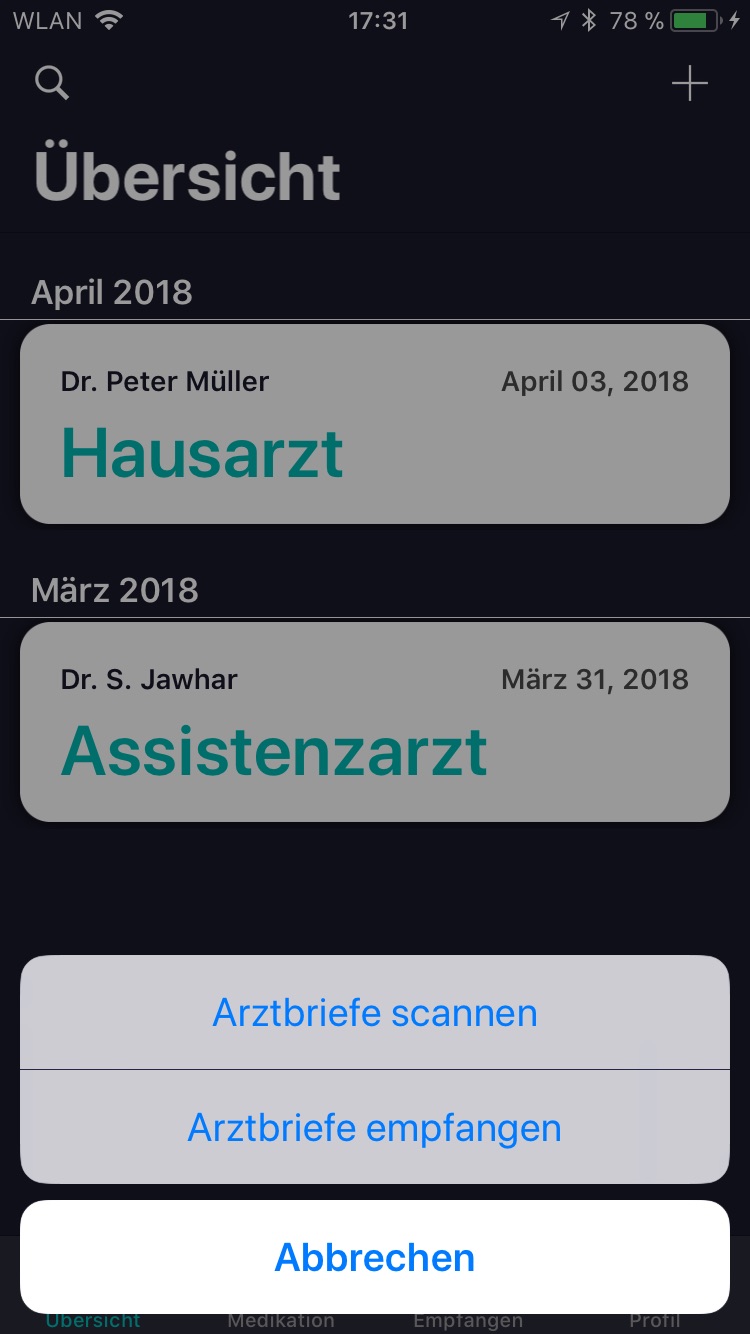 WLAN 17:31 78 %
Übersicht
April 2018
Dr. Peter Müller April 03, 2018
Hausarzt
März 2018
Dr. S. Jawhar März 31, 2018
Assistenzarzt
Arztbriefe scannen
Arztbriefe empfangen
Abbrechen
Übersicht Medikation Empfangen Profil